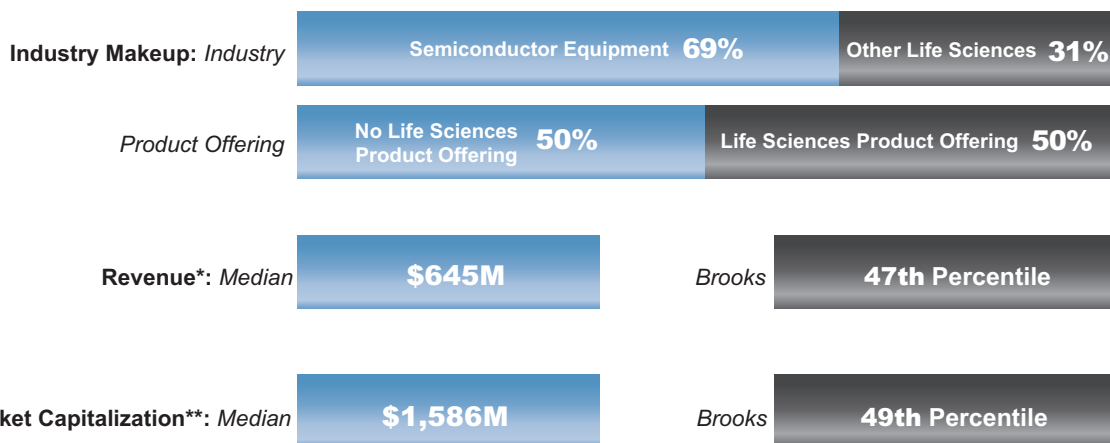 Industry Makeup: Industry
Semiconductor Equipment 69%
Other Life Sciences 31%
Product Offering
No Life Sciences
Product Offering
50%
Life Sciences Product Offering 50%
Revenue*: Median
$645M
Brooks
47th Percentile
ket Capitalization**: Median
$1,586M
Brooks
49th Percentile